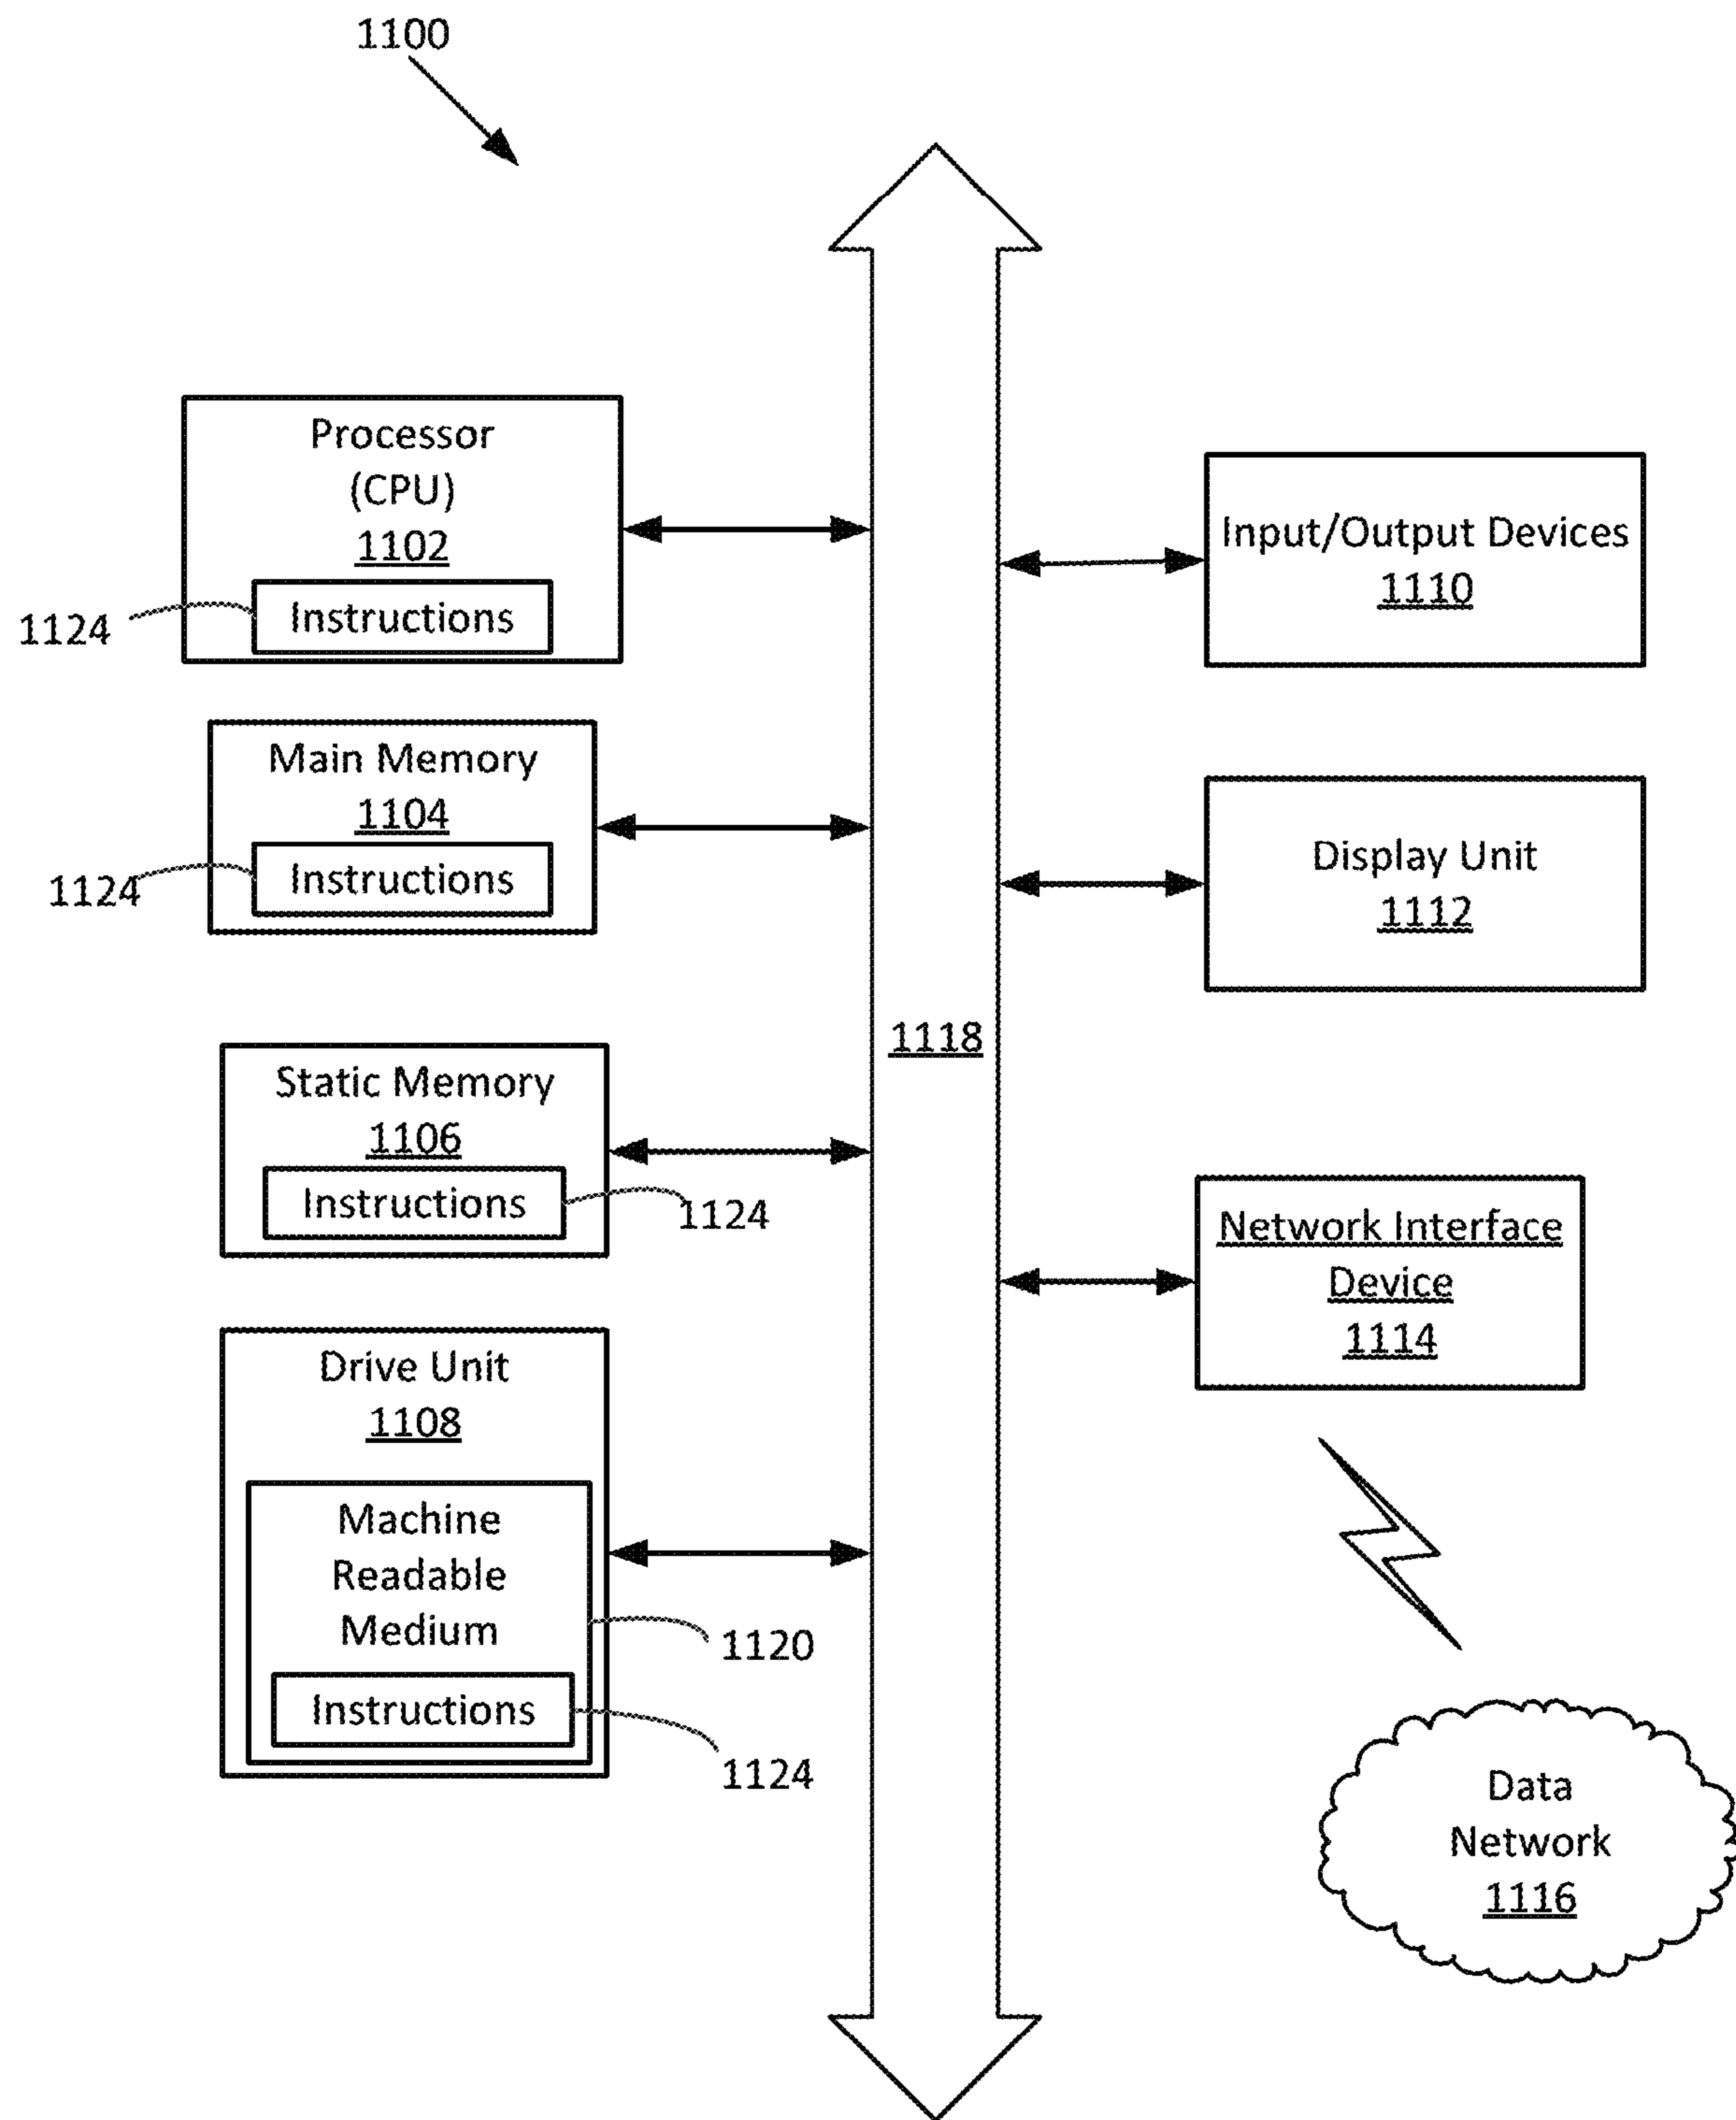 1100
Processor
(CPU)
1102
Instructions
1124
Main Memory
1104
Instructions
1124
Static Memory
1106
Instructions
1124
Drive Unit
1108
Machine
Readable
Medium
1120
Instructions
1124
1118
Input/Output Devices
1110
Display Unit
1112
Network Interface
Device
1114
Data
Network
1116